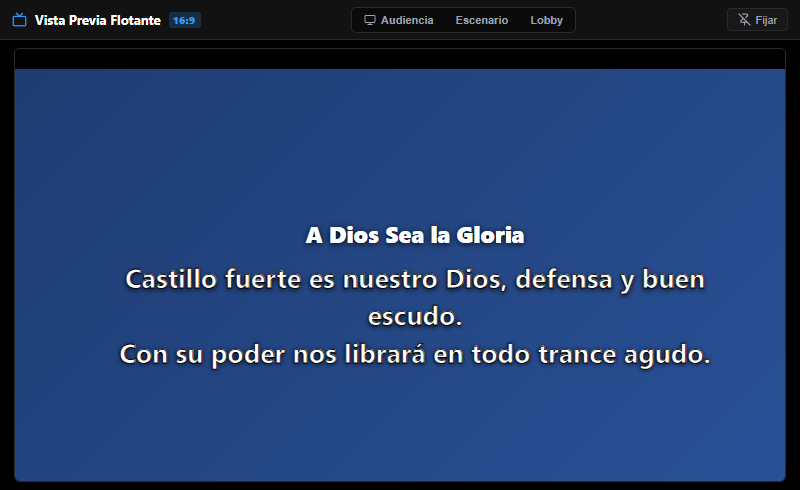 Vista Previa Flotante 16:9 Audiencia Escenario Lobby Fijar
A Dios Sea la Gloria
Castillo fuerte es nuestro Dios, defensa y buen
escudo.
Con su poder nos librará en todo trance agudo.